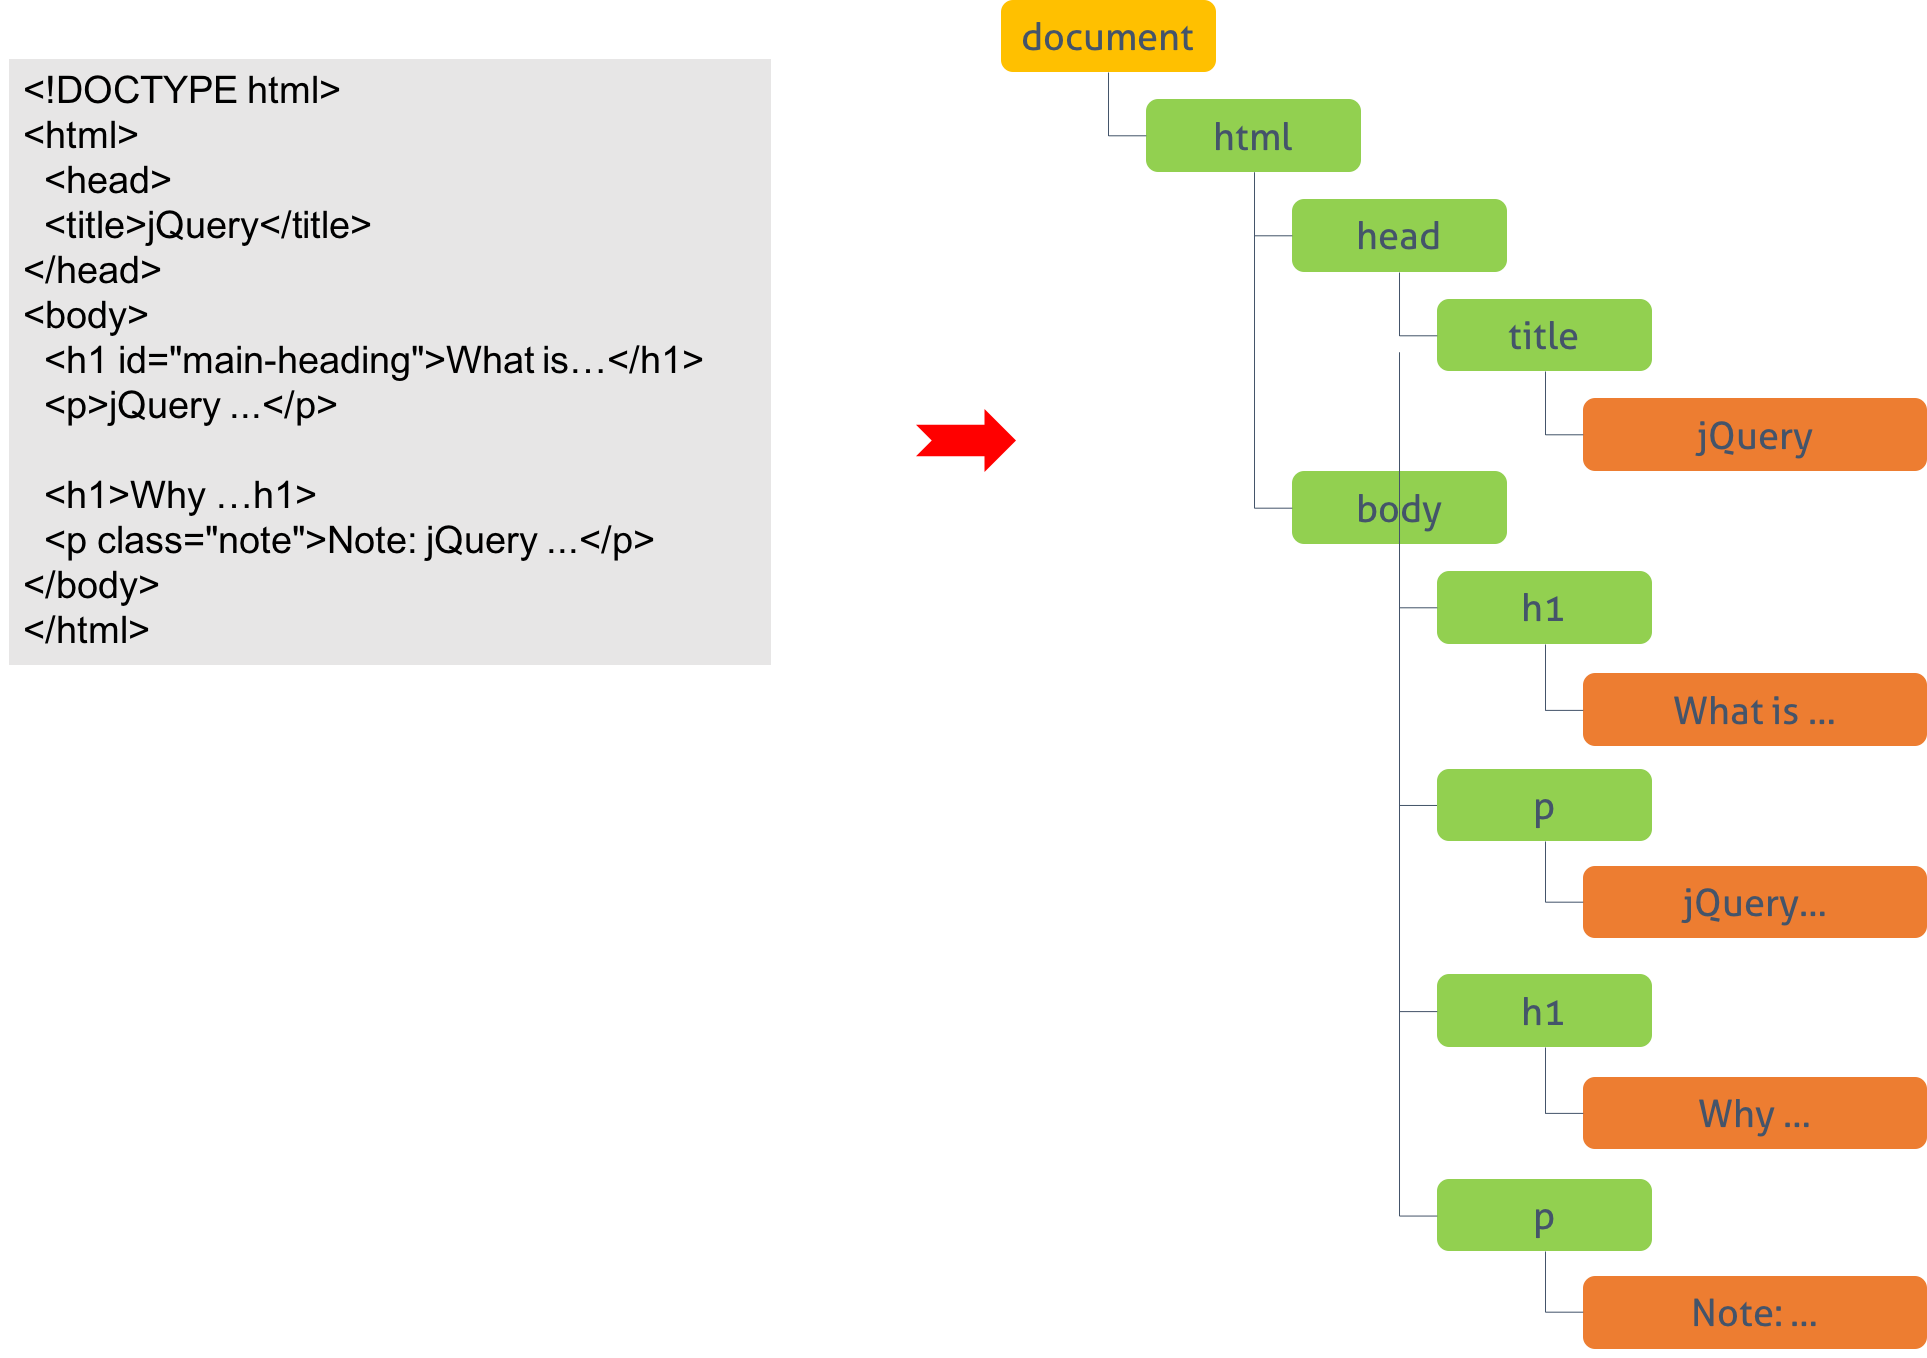 <!DOCTYPE html>
<html>
<head>
<title>jQuery</title>
</head>
<body>
<h1 id="main-heading">What is…</h1>
<p>jQuery ...</p>
<h1>Why …h1>
<p class="note">Note: jQuery ...</p>
</body>
</html>
document
html
head
title
jQuery
body
h1
What is ...
p
jQuery...
h1
Why ...
p
Note: ...